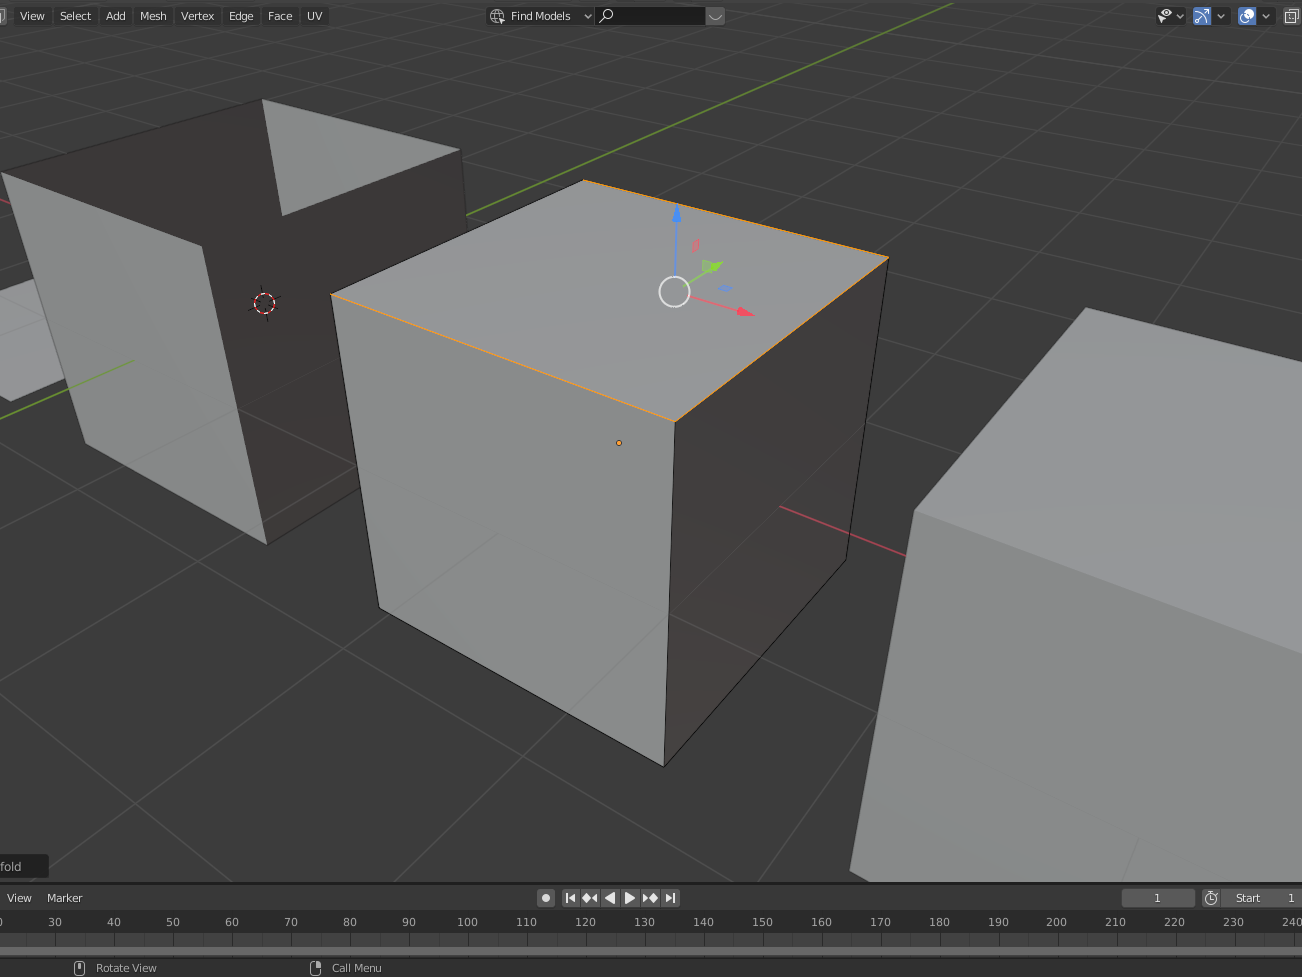 View Select Add Mesh Vertex Edge Face UV Find Models
fold
View Marker 1 Start 1
30 40 50 60 70 80 90 100 110 120 130 140 150 160 170 180 190 200 210 220 230 240
Rotate View Call Menu